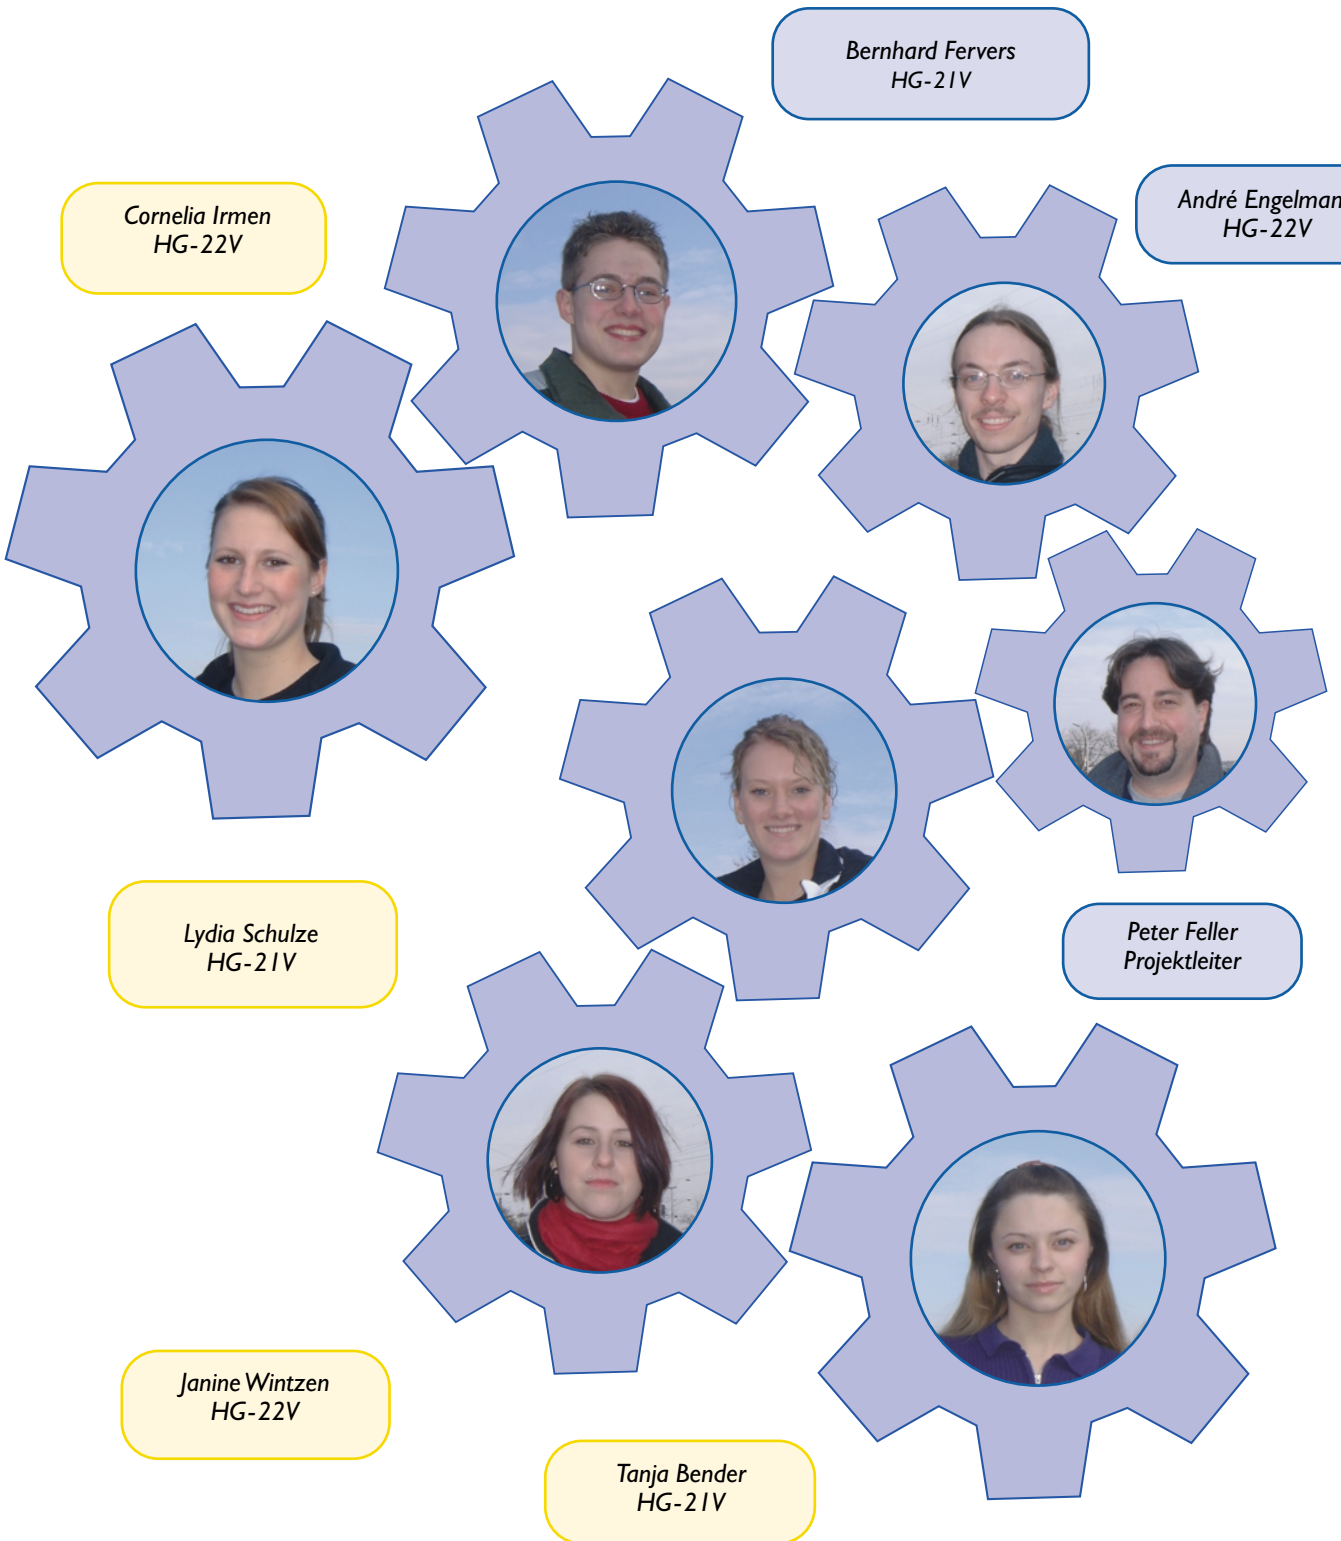 Bernhard Fervers
HG-21V
André Engelman
HG-22V
Cornelia Irmen
HG-22V
Lydia Schulze
HG-21V
Peter Feller
Projektleiter
Janine Wintzen
HG-22V
Tanja Bender
HG-21V